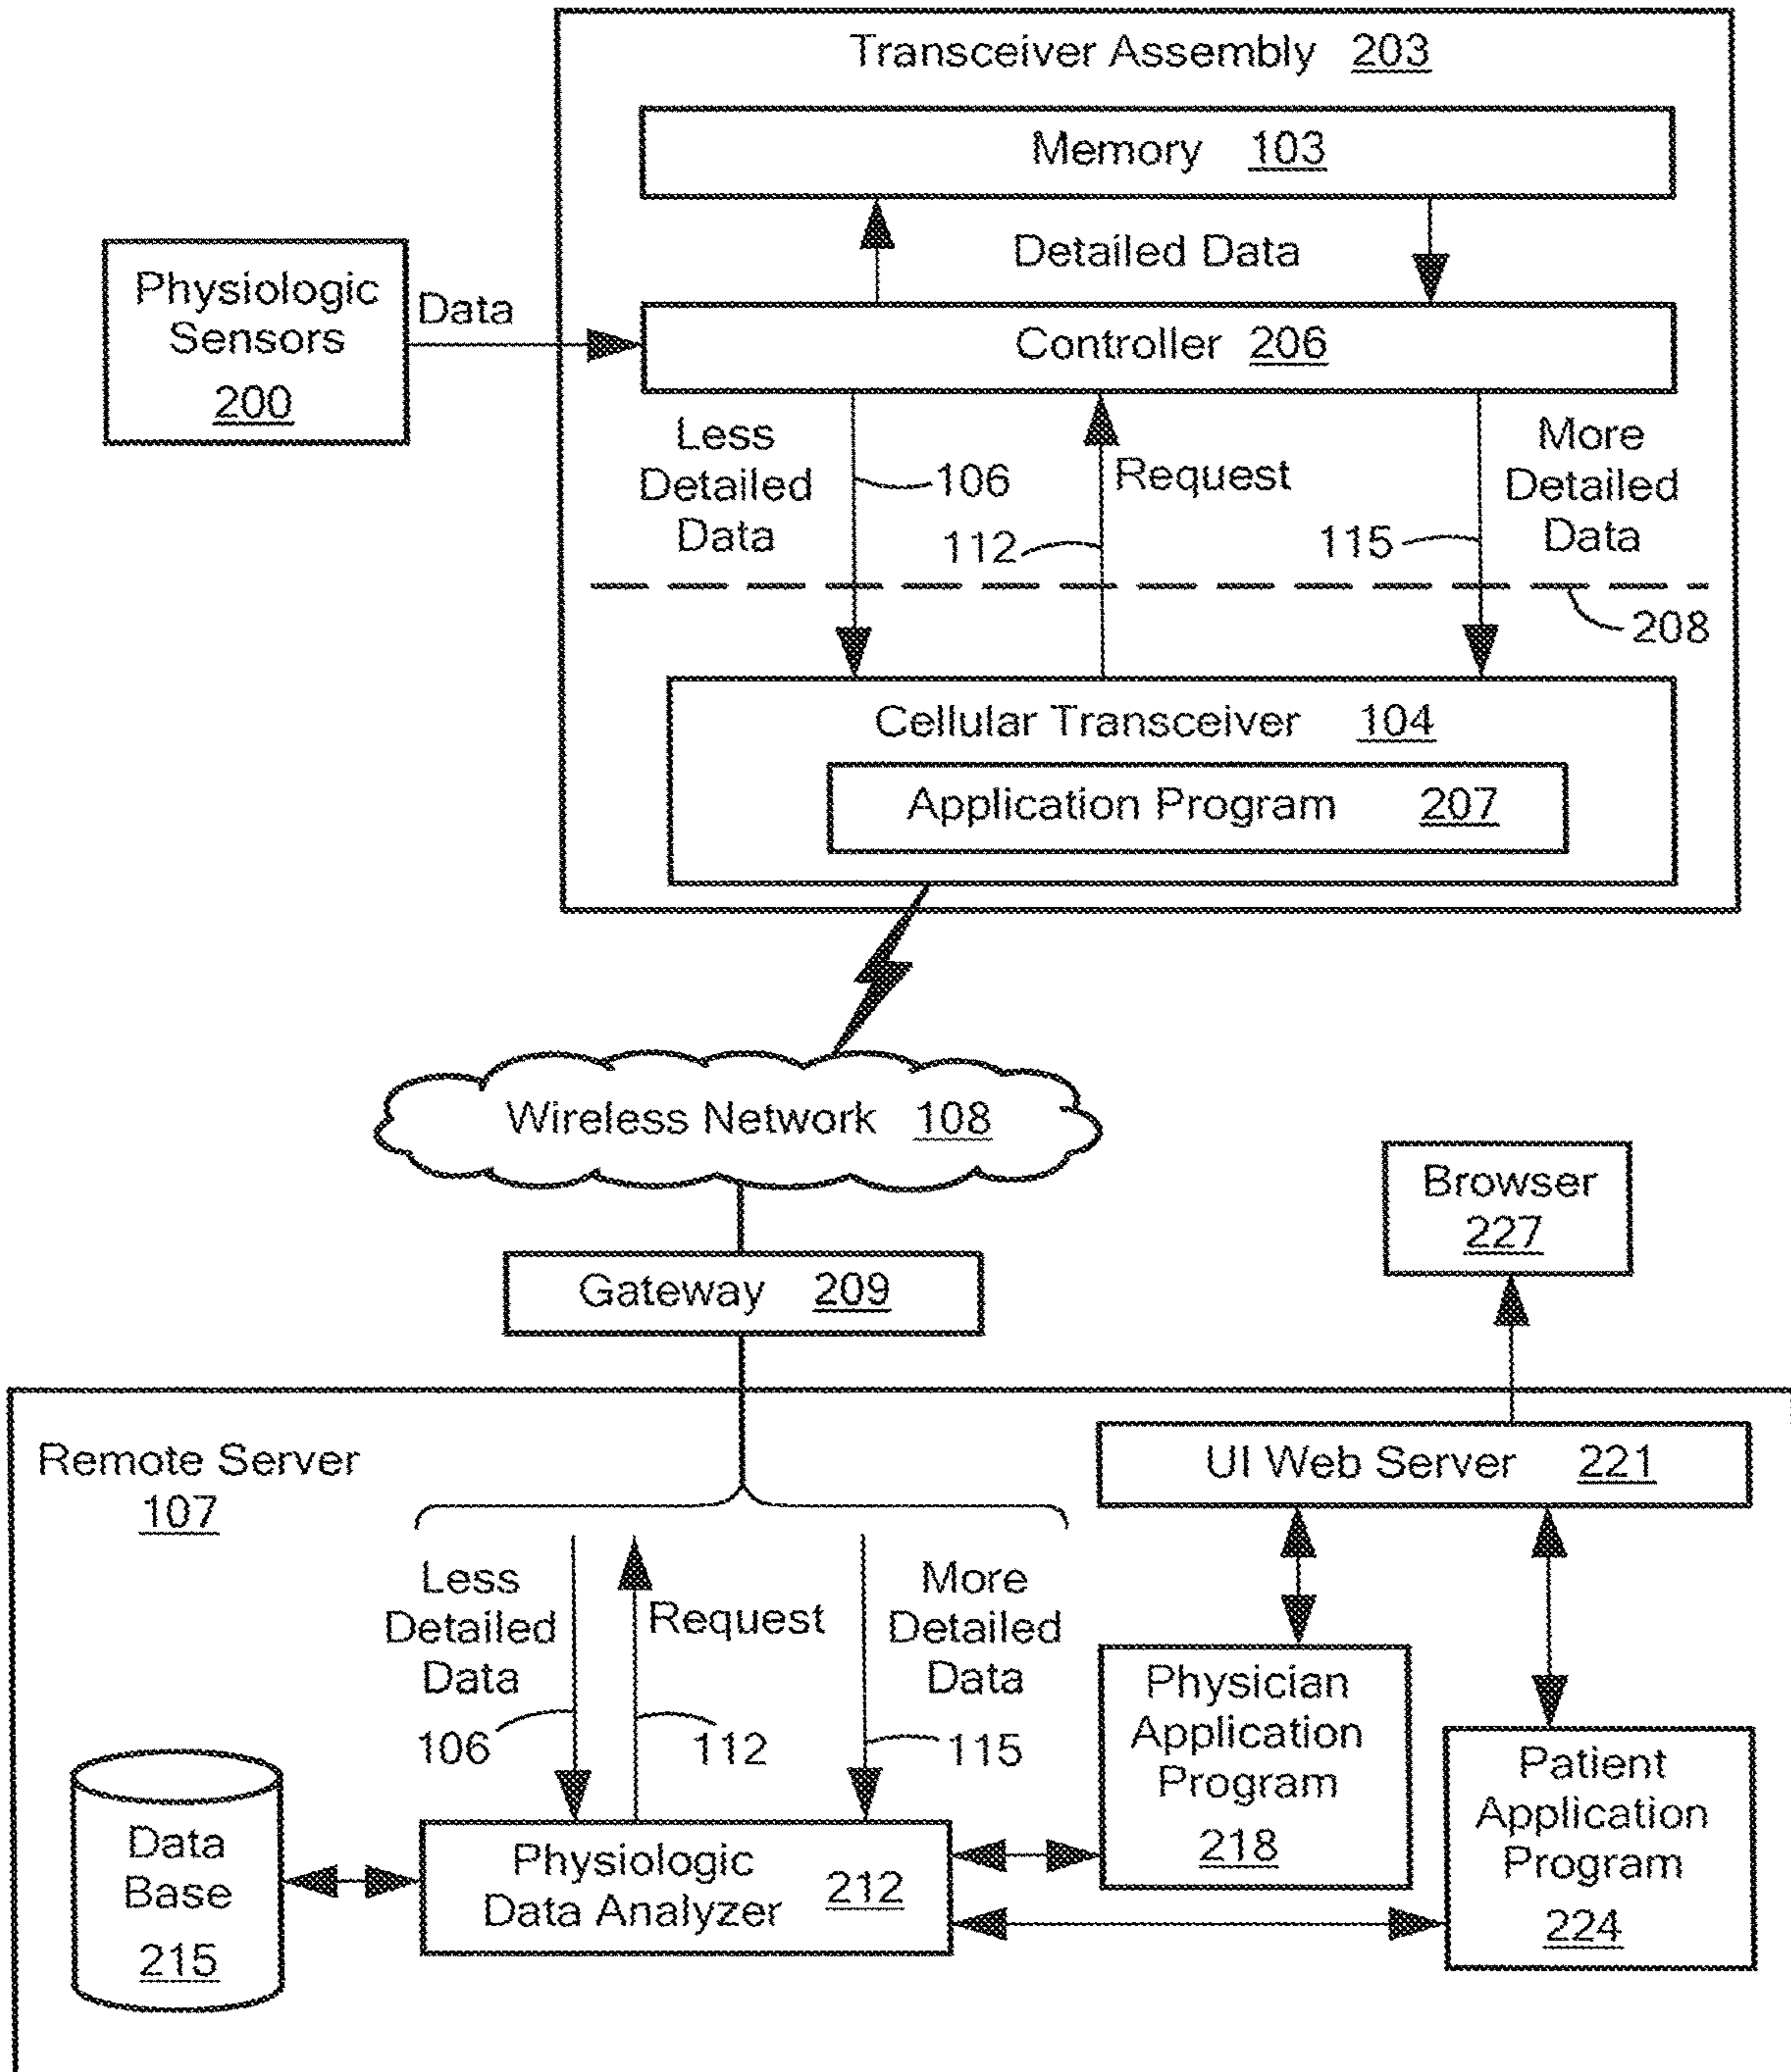 Transceiver Assembly 203
Memory 103
Detailed Data
Physiologic
Sensors
200
Data
Controller 206
Less
Detailed
Data
106
Request
112
More
Detailed
Data
115
208
Cellular Transceiver 104
Application Program 207
Wireless Network 108
Gateway 209
Browser
227
Remote Server
107
UI Web Server 221
Less
Detailed
Data
106
Request
112
More
Detailed
Data
115
Physician
Application
Program
218
Patient
Application
Program
224
Data
Base
215
Physiologic
Data Analyzer 212